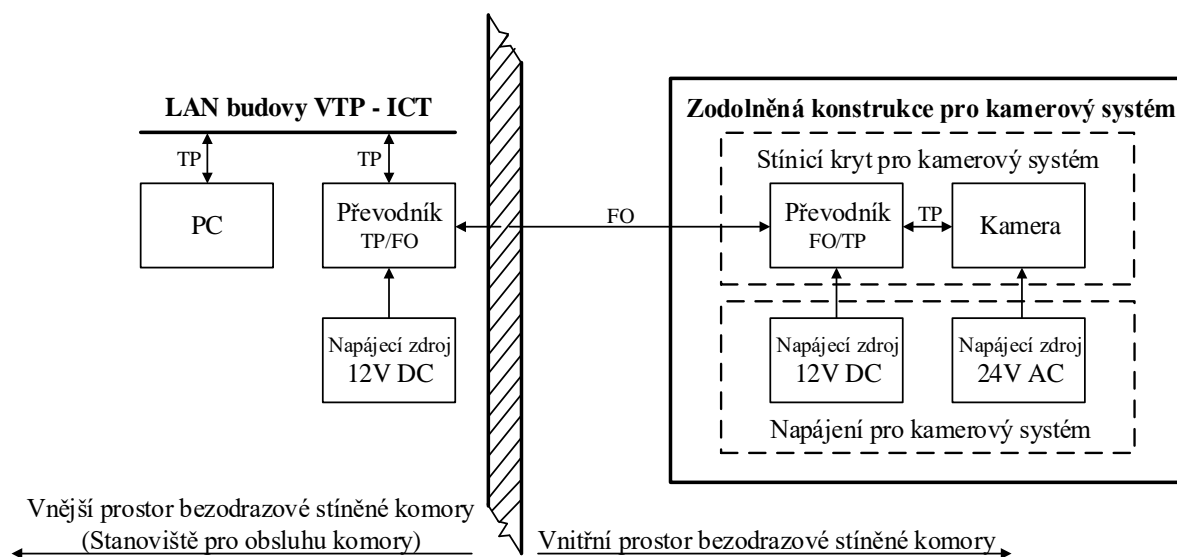 LAN budovy VTP - ICT
TP
TP
PC
Převodník
TP/FO
Napájecí zdroj
12V DC
FO
Zodolněná konstrukce pro kamerový systém
Stínicí kryt pro kamerový systém
Převodník
FO/TP
TP
Kamera
Napájecí zdroj
12V DC
Napájecí zdroj
24V AC
Napájení pro kamerový systém
Vnější prostor bezodrazové stíněné komory
(Stanoviště pro obsluhu komory)
Vnitřní prostor bezodrazové stíněné komory